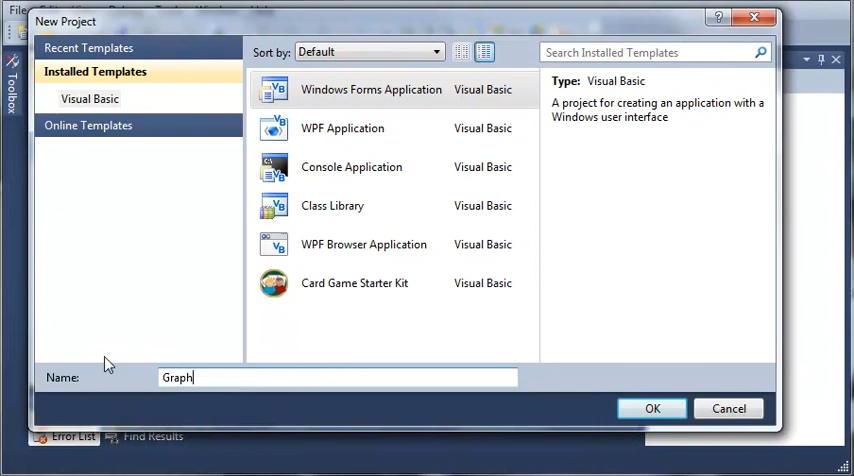 File
New Project
Recent Templates
Installed Templates
Visual Basic
Online Templates
Sort by: Default
Search Installed Templates
Windows Forms Application Visual Basic
WPF Application Visual Basic
Console Application Visual Basic
Class Library Visual Basic
WPF Browser Application Visual Basic
Card Game Starter Kit Visual Basic
Type: Visual Basic
A project for creating an application with a
Windows user interface
Toolbox
Name: Graph
OK Cancel
Error List Find Results